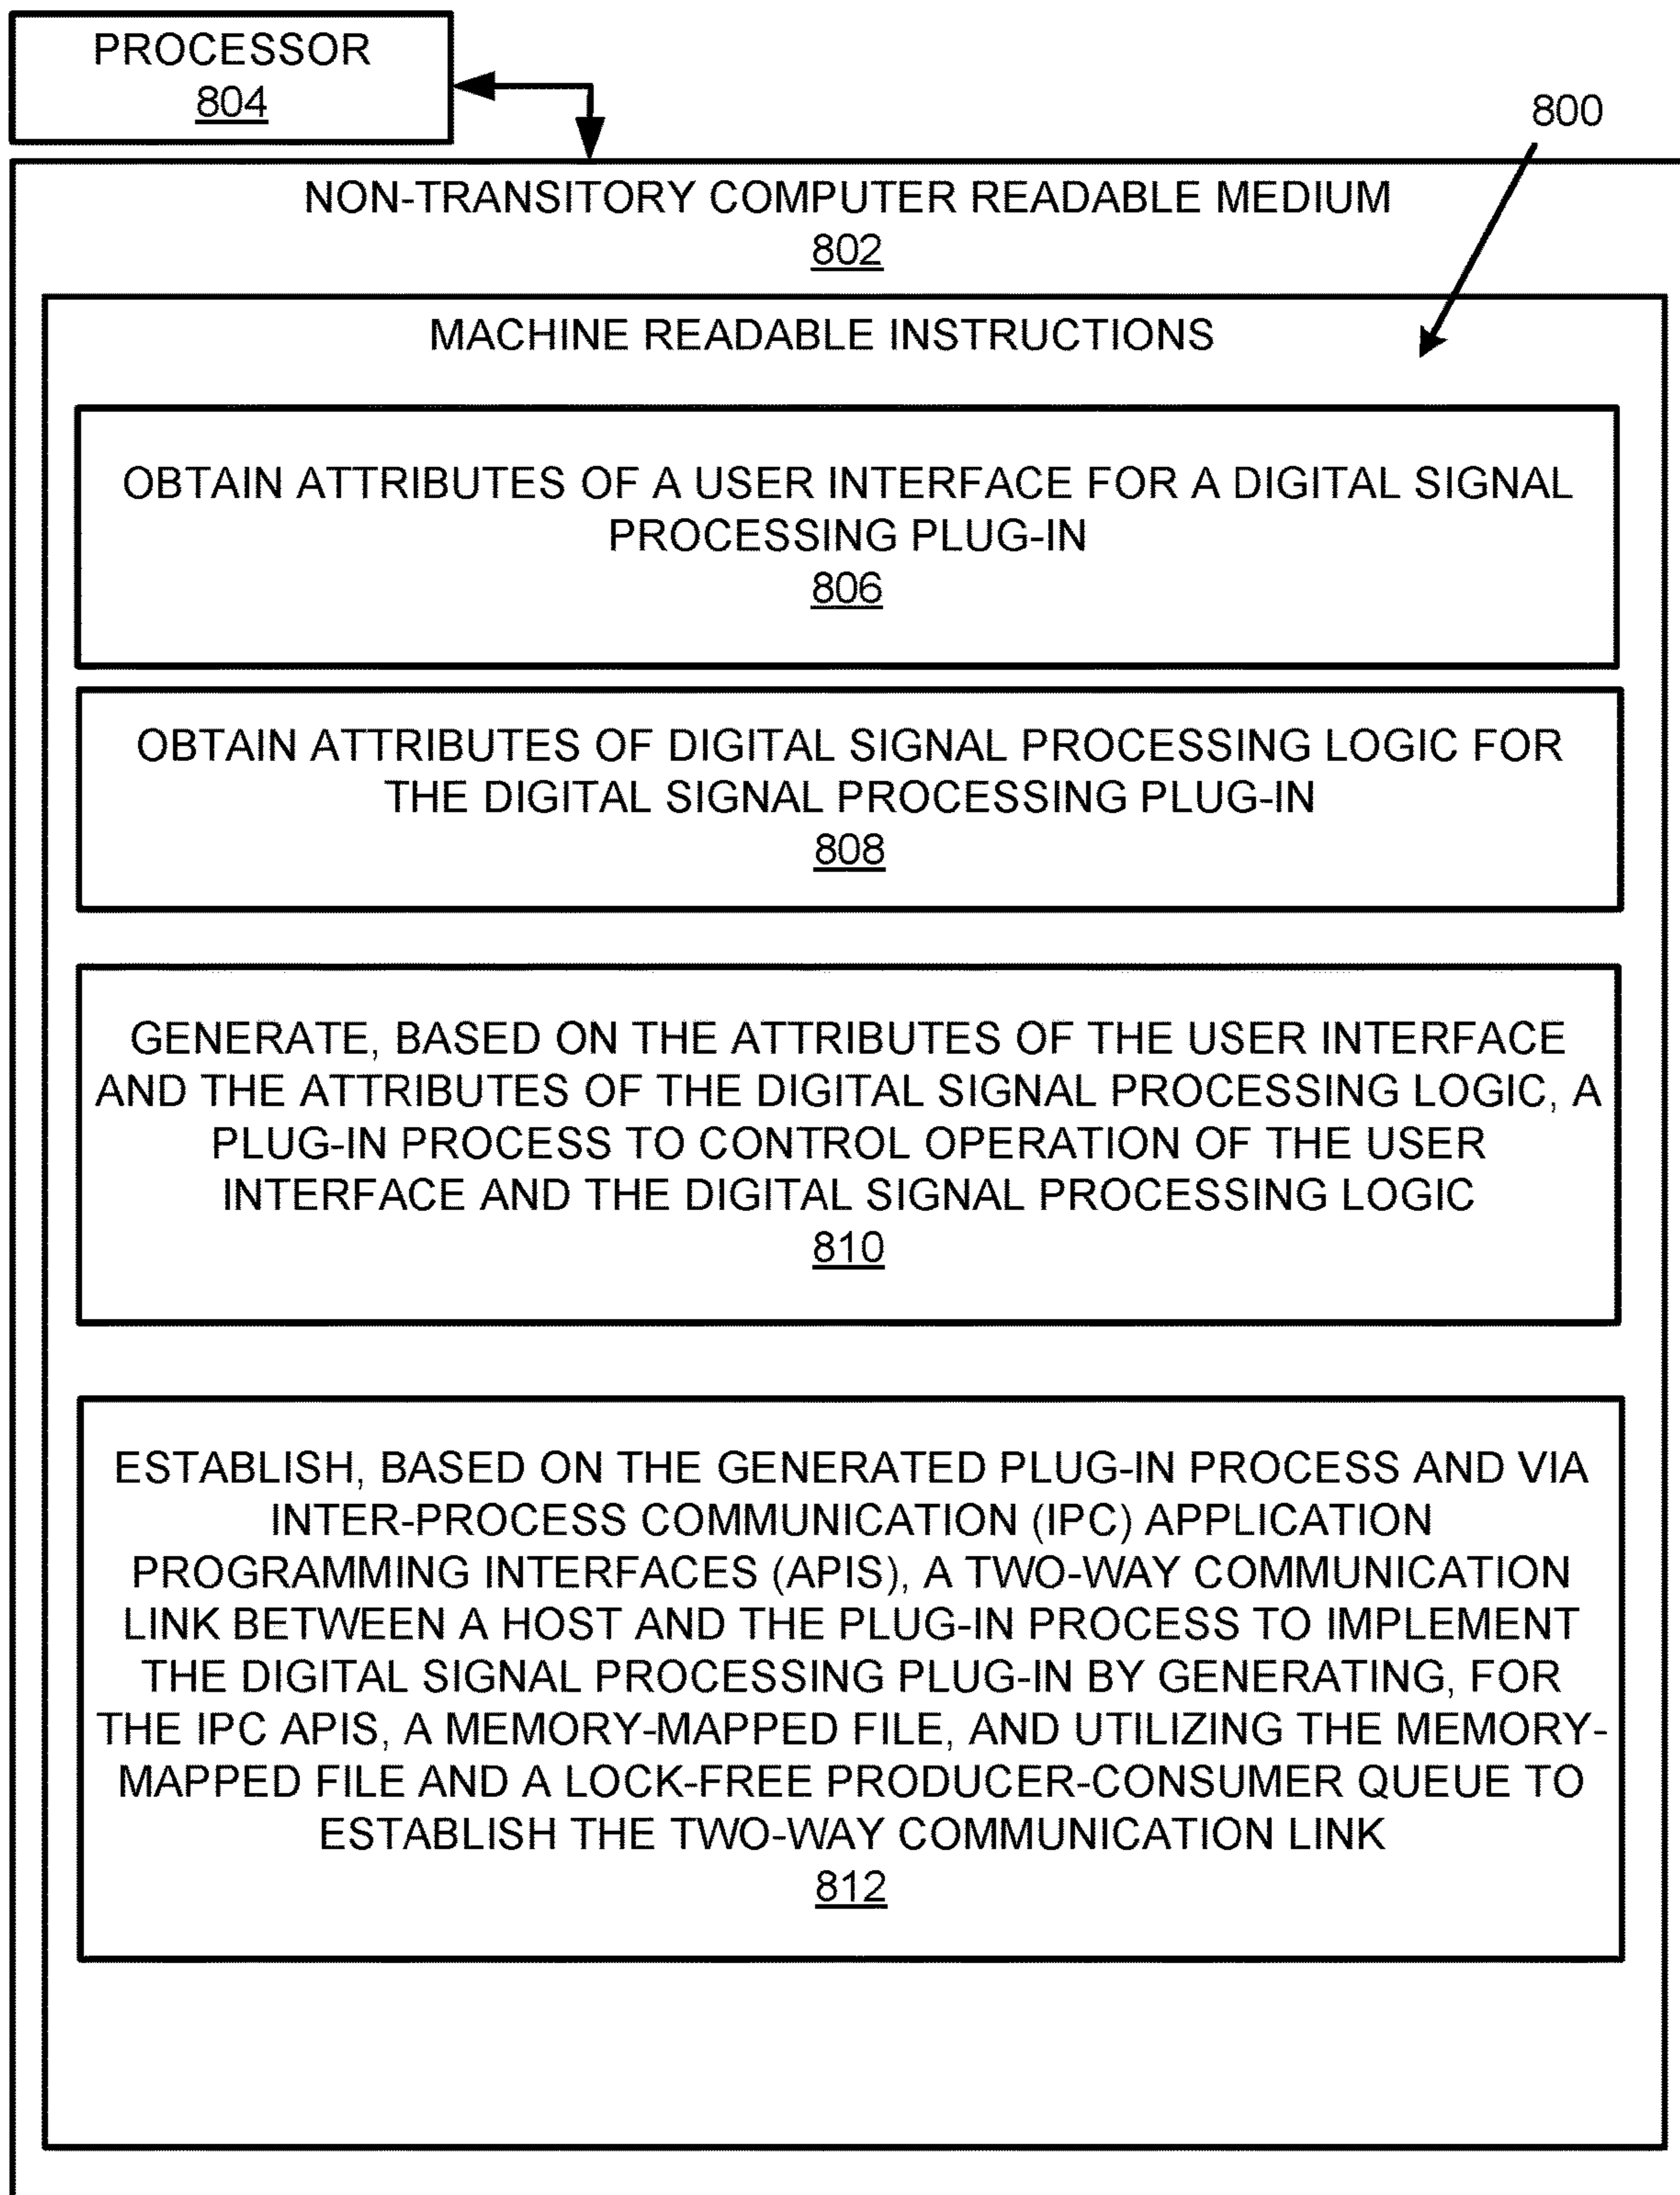 PROCESSOR
804
800
NON-TRANSITORY COMPUTER READABLE MEDIUM
802
MACHINE READABLE INSTRUCTIONS
OBTAIN ATTRIBUTES OF A USER INTERFACE FOR A DIGITAL SIGNAL
PROCESSING PLUG-IN
806
OBTAIN ATTRIBUTES OF DIGITAL SIGNAL PROCESSING LOGIC FOR
THE DIGITAL SIGNAL PROCESSING PLUG-IN
808
GENERATE, BASED ON THE ATTRIBUTES OF THE USER INTERFACE
AND THE ATTRIBUTES OF THE DIGITAL SIGNAL PROCESSING LOGIC, A
PLUG-IN PROCESS TO CONTROL OPERATION OF THE USER
INTERFACE AND THE DIGITAL SIGNAL PROCESSING LOGIC
810
ESTABLISH, BASED ON THE GENERATED PLUG-IN PROCESS AND VIA
INTER-PROCESS COMMUNICATION (IPC) APPLICATION
PROGRAMMING INTERFACES (APIS), A TWO-WAY COMMUNICATION
LINK BETWEEN A HOST AND THE PLUG-IN PROCESS TO IMPLEMENT
THE DIGITAL SIGNAL PROCESSING PLUG-IN BY GENERATING, FOR
THE IPC APIS, A MEMORY-MAPPED FILE, AND UTILIZING THE MEMORY-
MAPPED FILE AND A LOCK-FREE PRODUCER-CONSUMER QUEUE TO
ESTABLISH THE TWO-WAY COMMUNICATION LINK
812